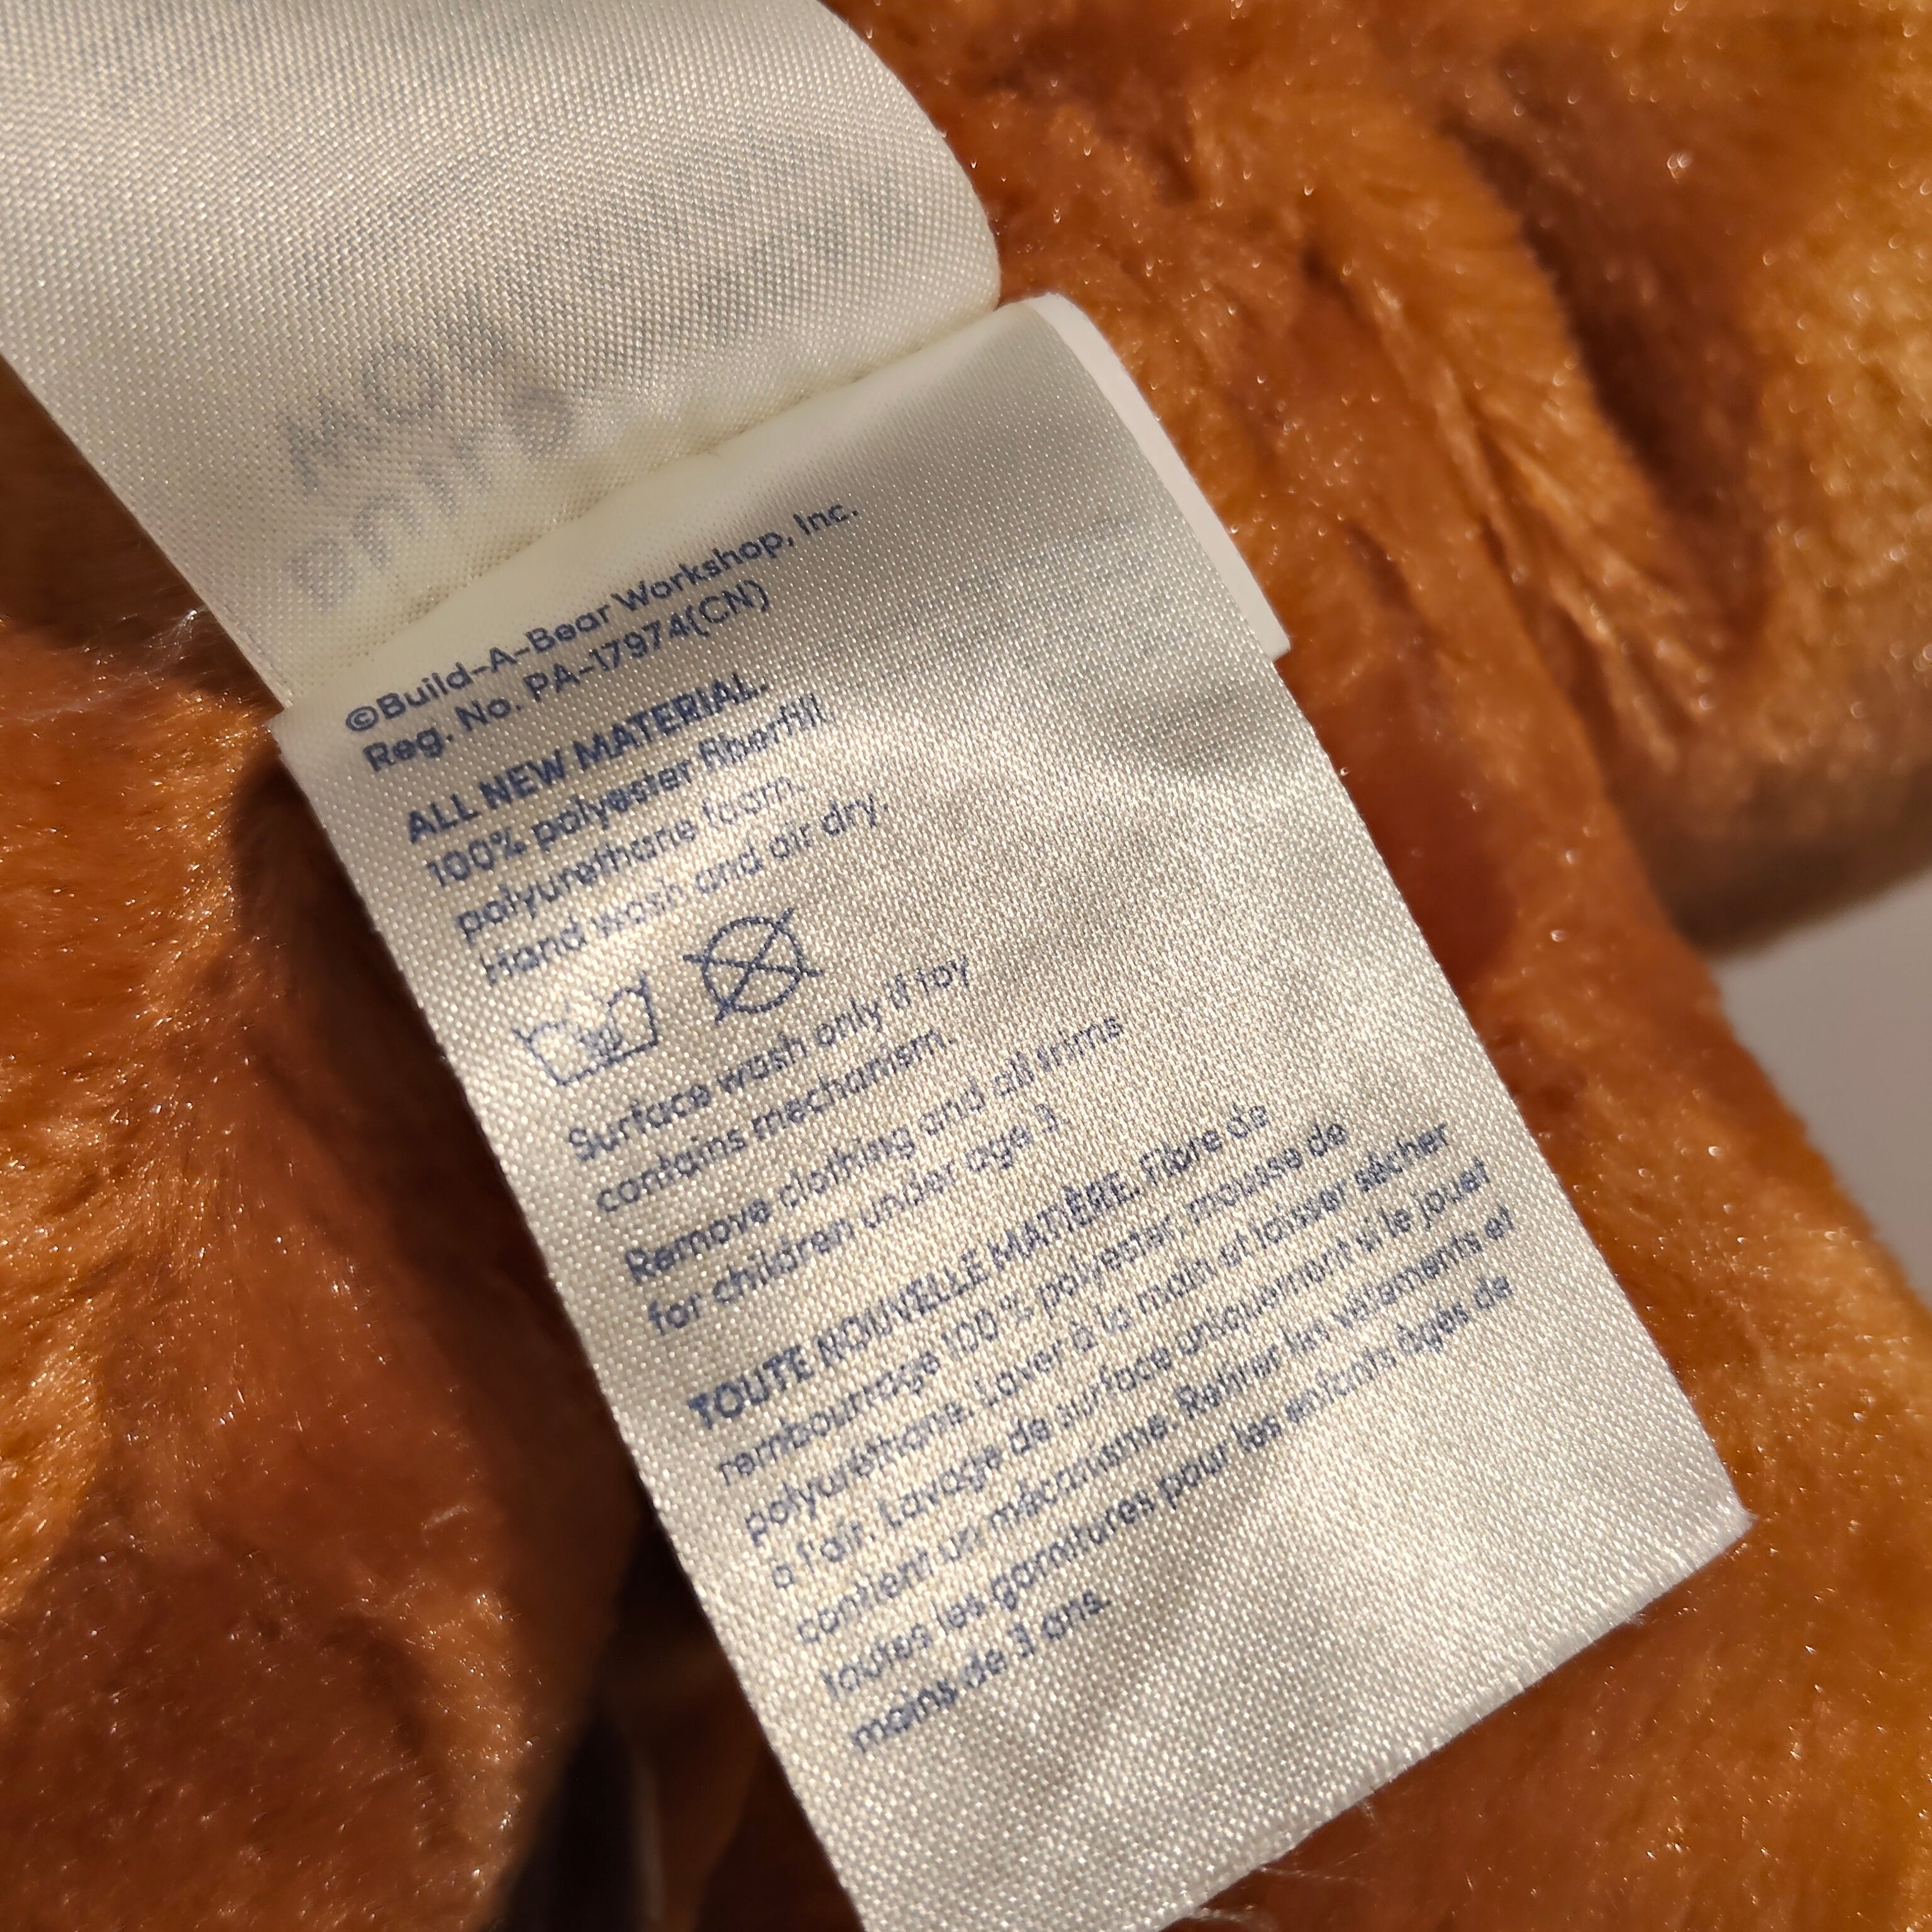 ©Build-A-Bear Workshop, Inc.
Reg. No. PA-17974(CN)
ALL NEW MATERIAL.
100% polyester fiberfill
polyurethane foam.
Hand wash and air dry.
Surface wash only if toy
contains mechanism.
Remove clothing and all trims
for children under age 3.
TOUTE NOUVELLE MATIÈRE. Fibre de
rembourrage 100 % polyester, mousse de
polyuréthane. Laver à la main et laisser sécher
à l'air. Lavage de surface uniquement si le jouet
contient un mécanisme. Retirer les vêtements et
toutes les garnitures pour les enfants âgés de
moins de 3 ans.